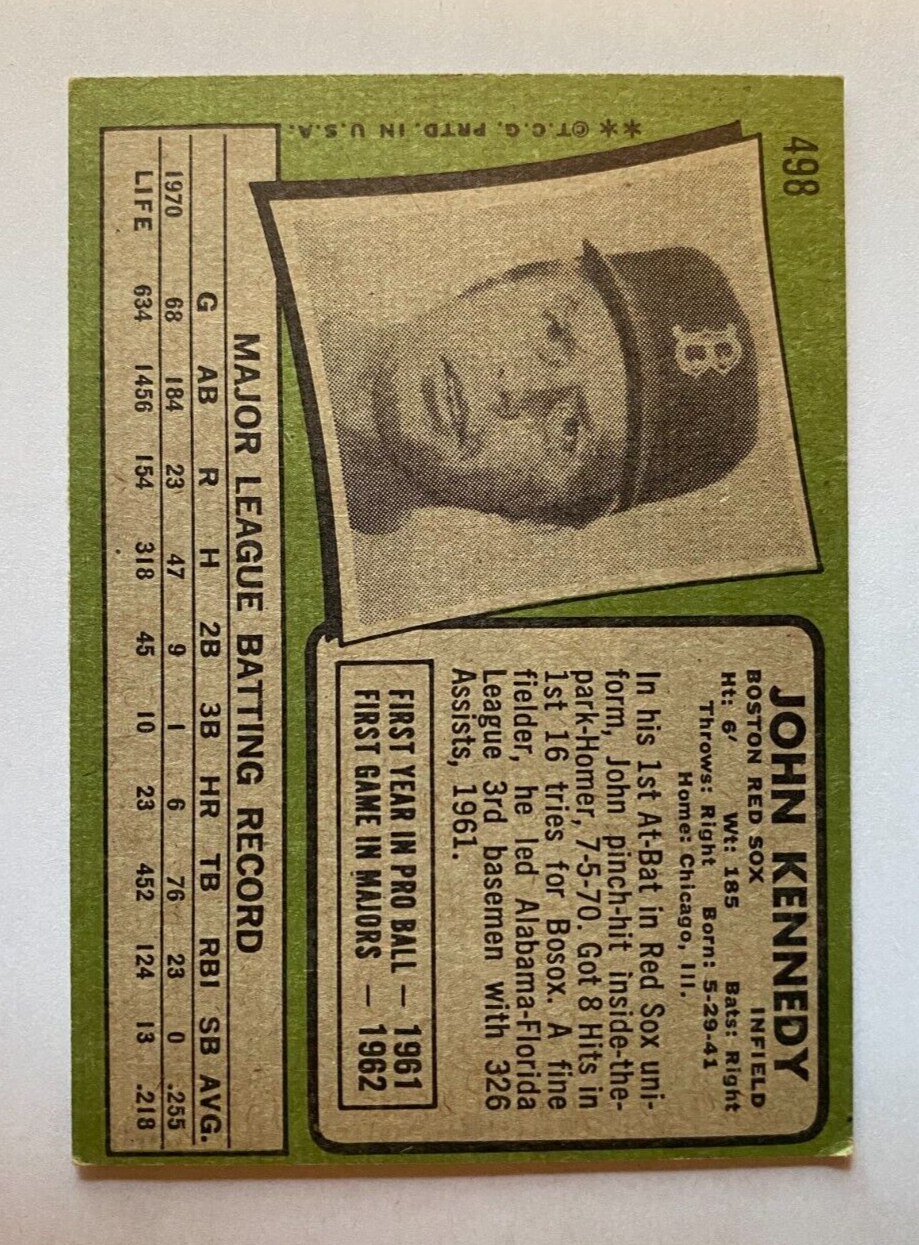 498
**©T.C.G. PRTD. IN U.S.A.
B
JOHN KENNEDY
BOSTON RED SOX INFIELD
Ht: 6' Wt: 185 Bats: Right
Throws: Right Born: 5-29-41
Home: Chicago, Ill.
In his 1st At-Bat in Red Sox uni-
form, John pinch-hit inside-the-
park-Homer, 7-5-70. Got 8 Hits in
1st 16 tries for Bosox. A fine
fielder, he led Alabama-Florida
League 3rd basemen with 326
Assists, 1961.
FIRST YEAR IN PRO BALL — 1961
FIRST GAME IN MAJORS — 1962
MAJOR LEAGUE BATTING RECORD
G AB R H 2B 3B HR TB RBI SB AVG.
1970 68 184 23 47 9 1 6 76 23 0 .255
LIFE 634 1456 154 318 45 10 23 452 124 13 .218